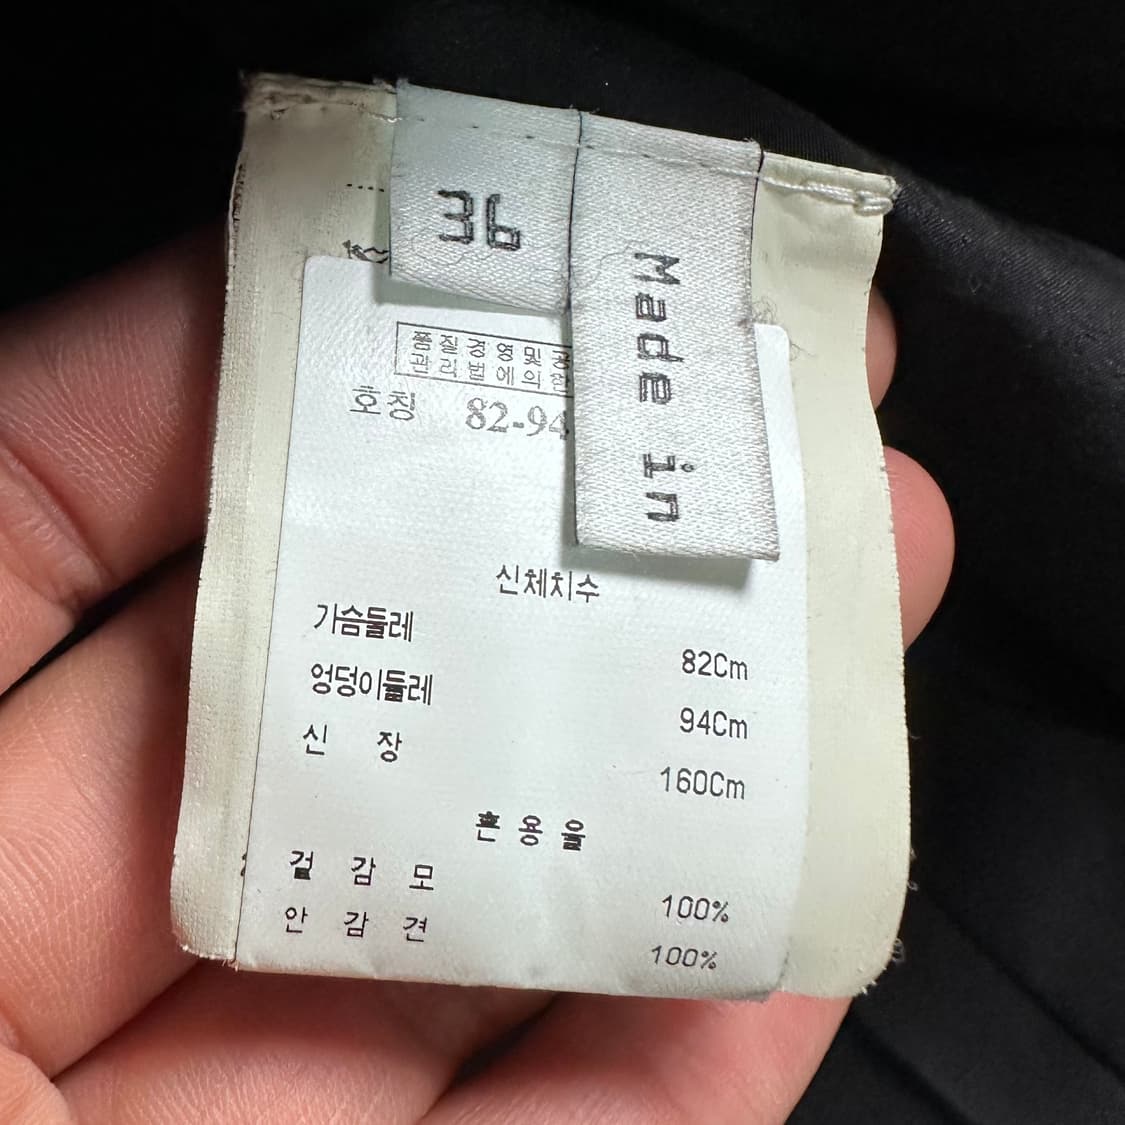 36
Made in
품질경영및공
관리법에의한
호칭 82-94
신체치수
가슴둘레 82Cm
엉덩이둘레 94Cm
신 장 160Cm
혼 용 율
겉 감 모 100%
안 감 견 100%